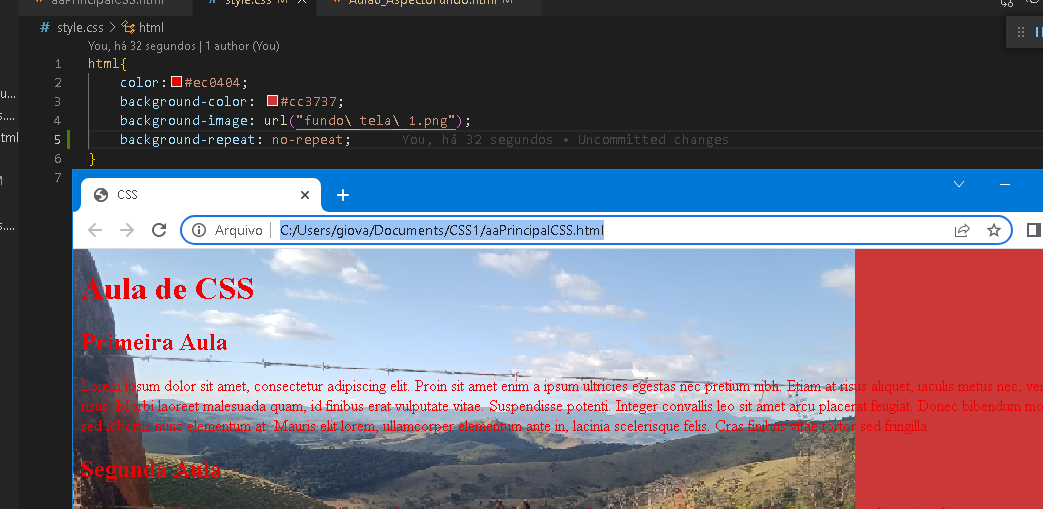 aaPrincipalCSS.html
style.css M
Aula6_AspectoFundo.html M
# style.css > html
You, há 32 segundos | 1 author (You)
1 html{
2 color: #ec0404;
3 background-color: #cc3737;
4 background-image: url("fundo\ tela\ 1.png");
5 background-repeat: no-repeat; You, há 32 segundos • Uncommitted changes
6 }
7
CSS
Arquivo | C:/Users/giova/Documents/CSS1/aaPrincipalCSS.html
Aula de CSS
Primeira Aula
Lorem ipsum dolor sit amet, consectetur adipiscing elit. Proin sit amet enim a ipsum ultricies egestas nec pretium nibh. Etiam at risus aliquet, iaculis metus nec,
risus. Morbi laoreet malesuada quam, id finibus erat vulputate vitae. Suspendisse potenti. Integer convallis leo sit amet arcu placerat feugiat. Donec bibendum
sed lobortis nunc elementum at. Mauris elit lorem, ullamcorper elementum ante in, lacinia scelerisque felis. Cras finibus vitae tortor sed fringilla.
Segunda Aula